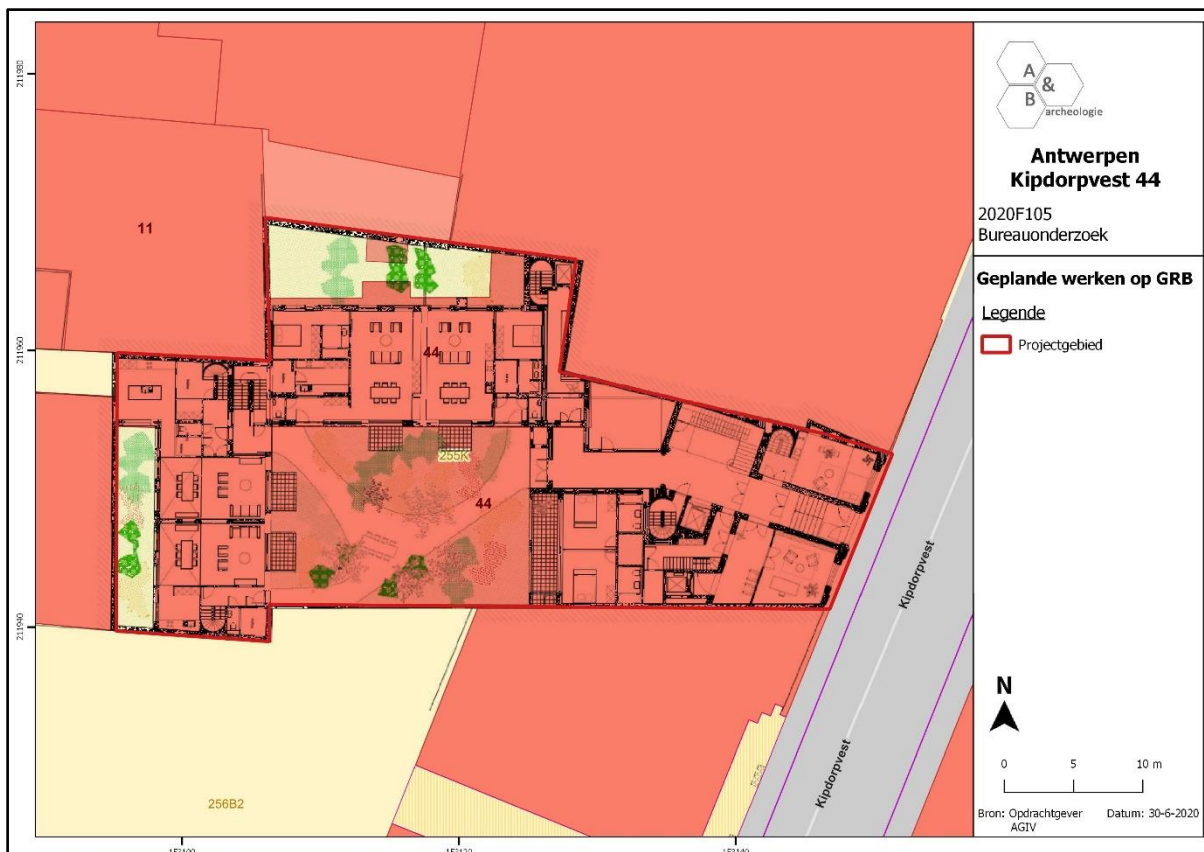 211980
211960
211940
11
44
255K
44
256B2
Kipdorpvest
Kipdorpvest
153140
A
&
B
archeologie
Antwerpen
Kipdorpvest 44
2020F105
Bureauonderzoek
Geplande werken op GRB
Legende
Projectgebied
N
0 5 10 m
Bron: Opdrachtgever Datum: 30-6-2020
AGIV